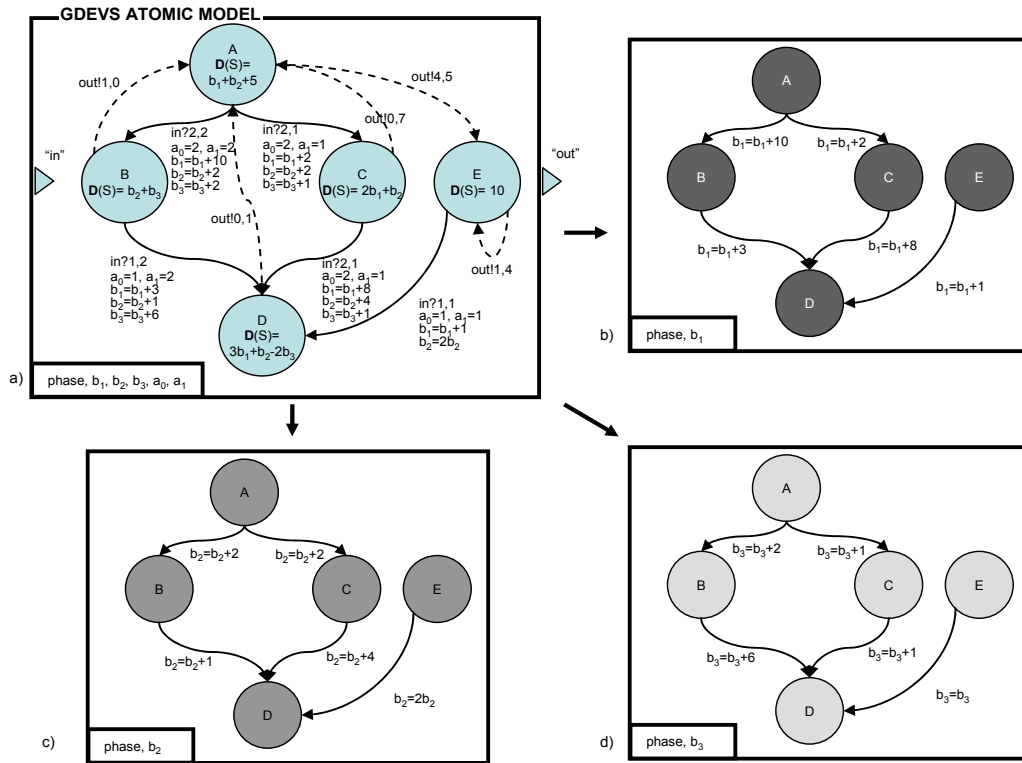 GDEVS ATOMIC MODEL
A
D(S)=
b₁+b₂+5
out!1,0
out!4,5
out!0,7
"in"
"out"
in?2,2
a₀=2, a₁=2
b₁=b₁+10
b₂=b₂+2
b₃=b₃+2
in?2,1
a₀=2, a₁=1
b₁=b₁+2
b₂=b₂+2
b₃=b₃+1
B
D(S)= b₂+b₃
C
D(S)= 2b₁+b₂
E
D(S)= 10
out!0,1
out!1,4
in?1,2
a₀=1, a₁=2
b₁=b₁+3
b₂=b₂+1
b₃=b₃+6
in?2,1
a₀=2, a₁=1
b₁=b₁+8
b₂=b₂+4
b₃=b₃+1
in?1,1
a₀=1, a₁=1
b₁=b₁+1
b₂=2b₂
D
D(S)=
3b₁+b₂-2b₃
a)
phase, b₁, b₂, b₃, a₀, a₁
A
b₁=b₁+10
b₁=b₁+2
B
C
E
b₁=b₁+3
b₁=b₁+8
b₁=b₁+1
D
b)
phase, b₁
A
b₂=b₂+2
b₂=b₂+2
B
C
E
b₂=b₂+1
b₂=b₂+4
b₂=2b₂
D
c)
phase, b₂
A
b₃=b₃+2
b₃=b₃+1
B
C
E
b₃=b₃+6
b₃=b₃+1
b₃=b₃
D
d)
phase, b₃